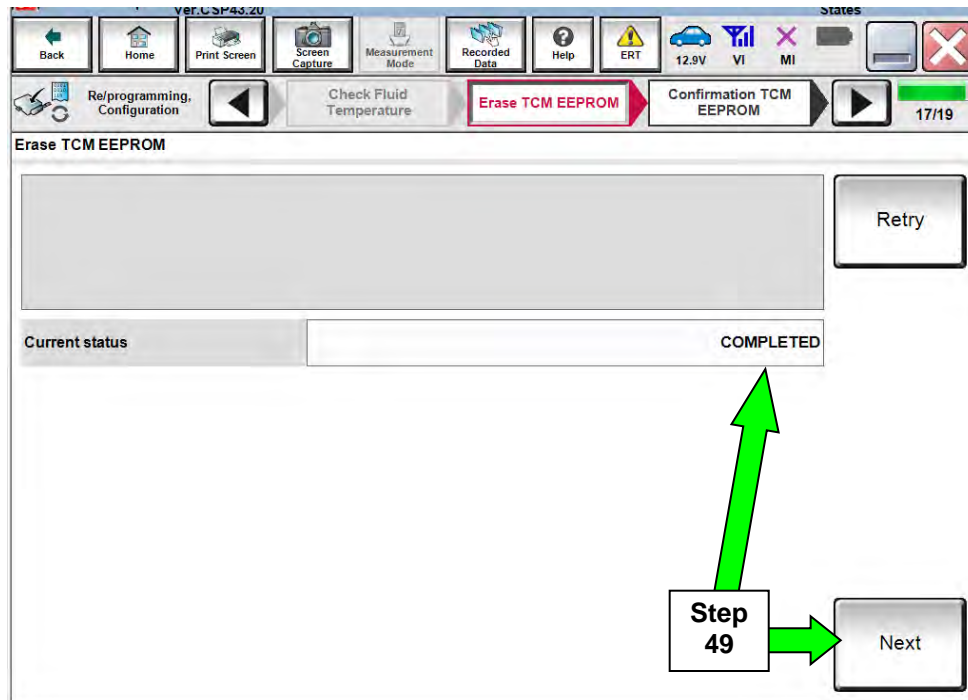 Ver.CSP43.20
States
Back
Home
Print Screen
Screen
Capture
Measurement
Mode
Recorded
Data
Help
ERT
12.9V
VI
MI
Re/programming,
Configuration
Check Fluid
Temperature
Erase TCM EEPROM
Confirmation TCM
EEPROM
17/19
Erase TCM EEPROM
Retry
Current status
COMPLETED
Step
49
Next